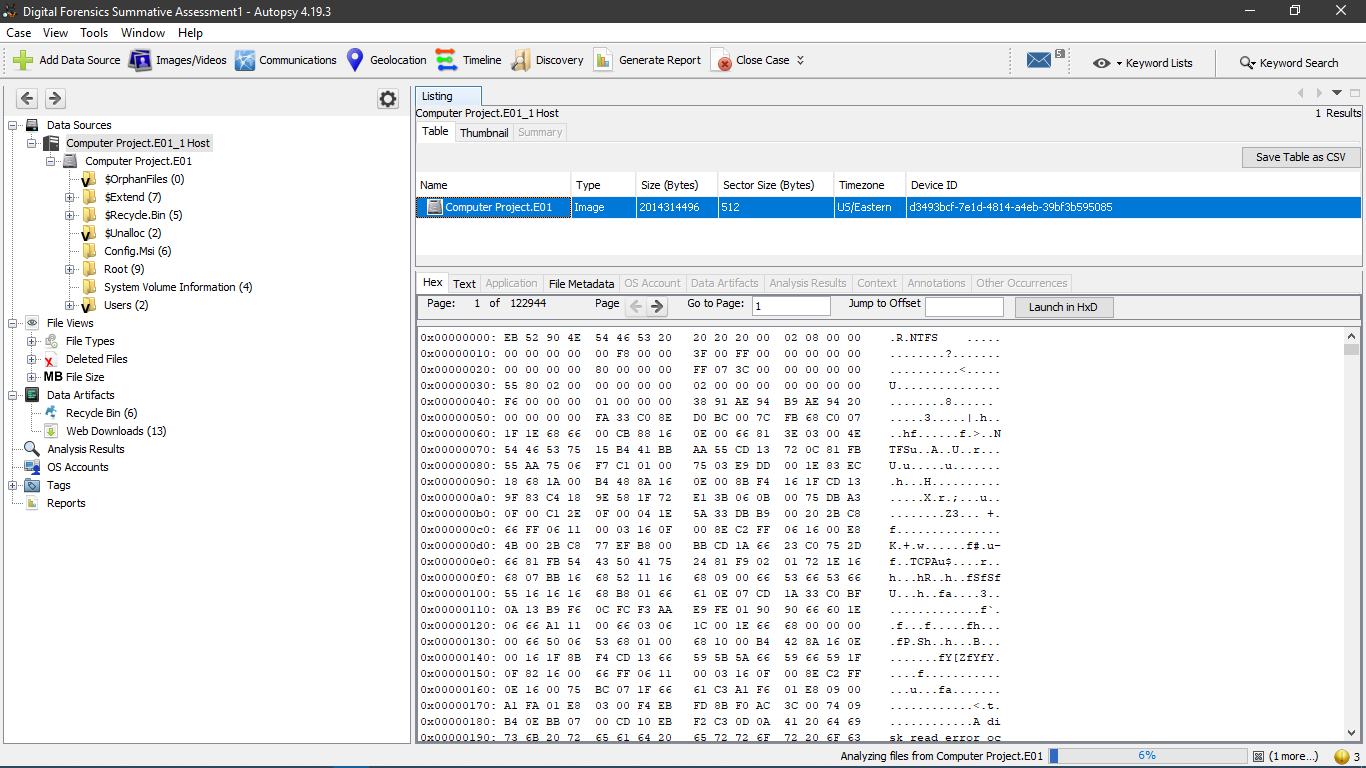 Digital Forensics Summative Assessment1 - Autopsy 4.19.3
Case View Tools Window Help
Add Data Source Images/Videos Communications Geolocation Timeline Discovery Generate Report Close Case 5 Keyword Lists Keyword Search
Data Sources
Computer Project.E01_1 Host
Computer Project.E01
$OrphanFiles (0)
$Extend (7)
$Recycle.Bin (5)
$Unalloc (2)
Config.Msi (6)
Root (9)
System Volume Information (4)
Users (2)
File Views
File Types
Deleted Files
MB File Size
Data Artifacts
Recycle Bin (6)
Web Downloads (13)
Analysis Results
OS Accounts
Tags
Reports
Listing
Computer Project.E01_1 Host 1 Results
Table Thumbnail Summary
Save Table as CSV
Name Type Size (Bytes) Sector Size (Bytes) Timezone Device ID
Computer Project.E01 Image 2014314496 512 US/Eastern d3493bcf-7e1d-4814-a4eb-39bf3b595085
Hex Text Application File Metadata OS Account Data Artifacts Analysis Results Context Annotations Other Occurrences
Page: 1 of 122944 Page Go to Page: 1 Jump to Offset Launch in HxD
0x00000000: EB 52 90 4E 54 46 53 20 20 20 20 00 02 08 00 00 .R.NTFS .....
0x00000010: 00 00 00 00 00 F8 00 00 3F 00 FF 00 00 00 00 00 ........?.......
0x00000020: 00 00 00 00 80 00 00 00 FF 07 3C 00 00 00 00 00 ..........<.....
0x00000030: 55 80 02 00 00 00 00 00 02 00 00 00 00 00 00 00 U...............
0x00000040: F6 00 00 00 01 00 00 00 38 91 AE 94 B9 AE 94 20 ........8......
0x00000050: 00 00 00 00 FA 33 C0 8E D0 BC 00 7C FB 68 C0 07 .....3.....|.h..
0x00000060: 1F 1E 68 66 00 CB 88 16 0E 00 66 81 3E 03 00 4E ..hf......f.>..N
0x00000070: 54 46 53 75 15 B4 41 BB AA 55 CD 13 72 0C 81 FB TFSu..A..U..r...
0x00000080: 55 AA 75 06 F7 C1 01 00 75 03 E9 DD 00 1E 83 EC U.u.....u.......
0x00000090: 18 68 1A 00 B4 48 8A 16 0E 00 8B F4 16 1F CD 13 .h...H..........
0x000000a0: 9F 83 C4 18 9E 58 1F 72 E1 3B 06 0B 00 75 DB A3 .....X.r.;...u..
0x000000b0: 0F 00 C1 2E 0F 00 04 1E 5A 33 DB B9 00 20 2B C8 ........Z3... +.
0x000000c0: 66 FF 06 11 00 03 16 0F 00 8E C2 FF 06 16 00 E8 f...............
0x000000d0: 4B 00 2B C8 77 EF B8 00 BB CD 1A 66 23 C0 75 2D K.+.w......f#.u-
0x000000e0: 66 81 FB 54 43 50 41 75 24 81 F9 02 01 72 1E 16 f..TCPAu$....r..
0x000000f0: 68 07 BB 16 68 52 11 16 68 09 00 66 53 66 53 66 h...hR..h..fSfSf
0x00000100: 55 16 16 16 68 B8 01 66 61 0E 07 CD 1A 33 C0 BF U...h..fa....3..
0x00000110: 0A 13 B9 F6 0C FC F3 AA E9 FE 01 90 90 66 60 1E .............f`.
0x00000120: 06 66 A1 11 00 66 03 06 1C 00 1E 66 68 00 00 00 .f...f.....fh...
0x00000130: 00 66 50 06 53 68 01 00 68 10 00 B4 42 8A 16 0E .fP.Sh..h...B...
0x00000140: 00 16 1F 8B F4 CD 13 66 59 5B 5A 66 59 66 59 1F .......fY[ZfYfY.
0x00000150: 0F 82 16 00 66 FF 06 11 00 03 16 0F 00 8E C2 FF ....f...........
0x00000160: 0E 16 00 75 BC 07 1F 66 61 C3 A1 F6 01 E8 09 00 ...u...fa.......
0x00000170: A1 FA 01 E8 03 00 F4 EB FD 8B F0 AC 3C 00 74 09 ............<.t.
0x00000180: B4 0E BB 07 00 CD 10 EB F2 C3 0D 0A 41 20 64 69 ............A di
0x00000190: 73 6B 20 72 65 61 64 20 65 72 72 6F 72 20 6F 63 sk read error oc
Analyzing files from Computer Project.E01 6% (1 more...) 3